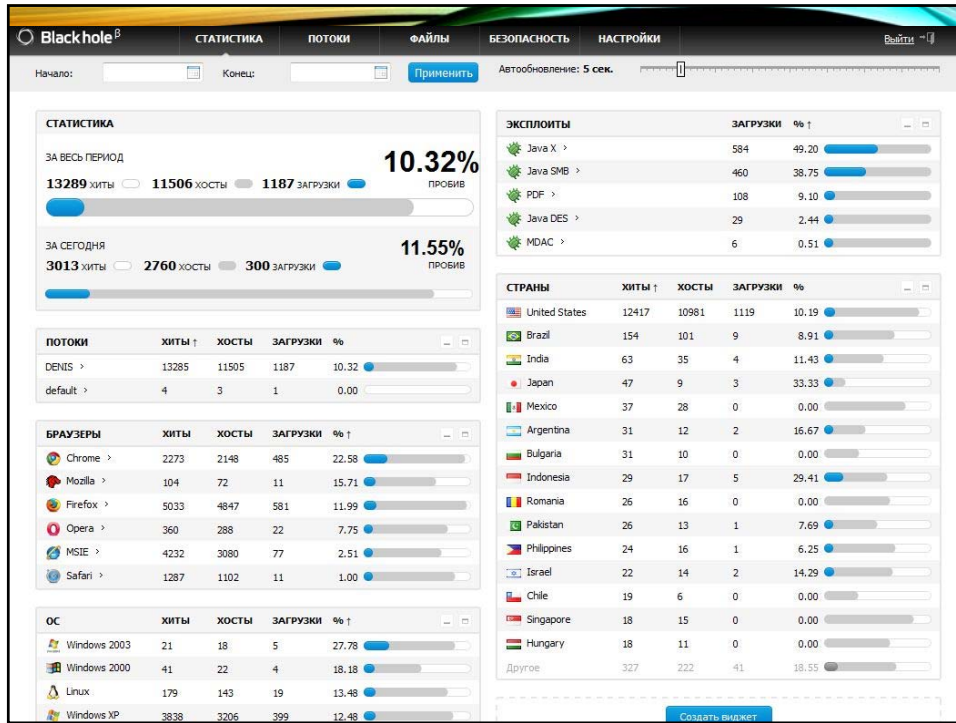 Blackhole β
СТАТИСТИКА ПОТОКИ ФАЙЛЫ БЕЗОПАСНОСТЬ НАСТРОЙКИ Выйти
Начало: Конец: Применить Автообновление: 5 сек.
СТАТИСТИКА
ЗА ВЕСЬ ПЕРИОД
10.32%
ПРОБИВ
13289 ХИТЫ 11506 ХОСТЫ 1187 ЗАГРУЗКИ
ЗА СЕГОДНЯ
11.55%
ПРОБИВ
3013 ХИТЫ 2760 ХОСТЫ 300 ЗАГРУЗКИ
ПОТОКИ ХИТЫ ↑ ХОСТЫ ЗАГРУЗКИ %
DENIS > 13285 11505 1187 10.32
default > 4 3 1 0.00
БРАУЗЕРЫ ХИТЫ ХОСТЫ ЗАГРУЗКИ % ↑
Chrome > 2273 2148 485 22.58
Mozilla > 104 72 11 15.71
Firefox > 5033 4847 581 11.99
Opera > 360 288 22 7.75
MSIE > 4232 3080 77 2.51
Safari > 1287 1102 11 1.00
ОС ХИТЫ ХОСТЫ ЗАГРУЗКИ % ↑
Windows 2003 21 18 5 27.78
Windows 2000 41 22 4 18.18
Linux 179 143 19 13.48
Windows XP 3838 3206 399 12.48
ЭКСПЛОИТЫ ЗАГРУЗКИ % ↑
Java X > 584 49.20
Java SMB > 460 38.75
PDF > 108 9.10
Java DES > 29 2.44
MDAC > 6 0.51
СТРАНЫ ХИТЫ ↑ ХОСТЫ ЗАГРУЗКИ %
United States 12417 10981 1119 10.19
Brazil 154 101 9 8.91
India 63 35 4 11.43
Japan 47 9 3 33.33
Mexico 37 28 0 0.00
Argentina 31 12 2 16.67
Bulgaria 31 10 0 0.00
Indonesia 29 17 5 29.41
Romania 26 16 0 0.00
Pakistan 26 13 1 7.69
Philippines 24 16 1 6.25
Israel 22 14 2 14.29
Chile 19 6 0 0.00
Singapore 18 15 0 0.00
Hungary 18 11 0 0.00
Другое 327 222 41 18.55
Создать виджет